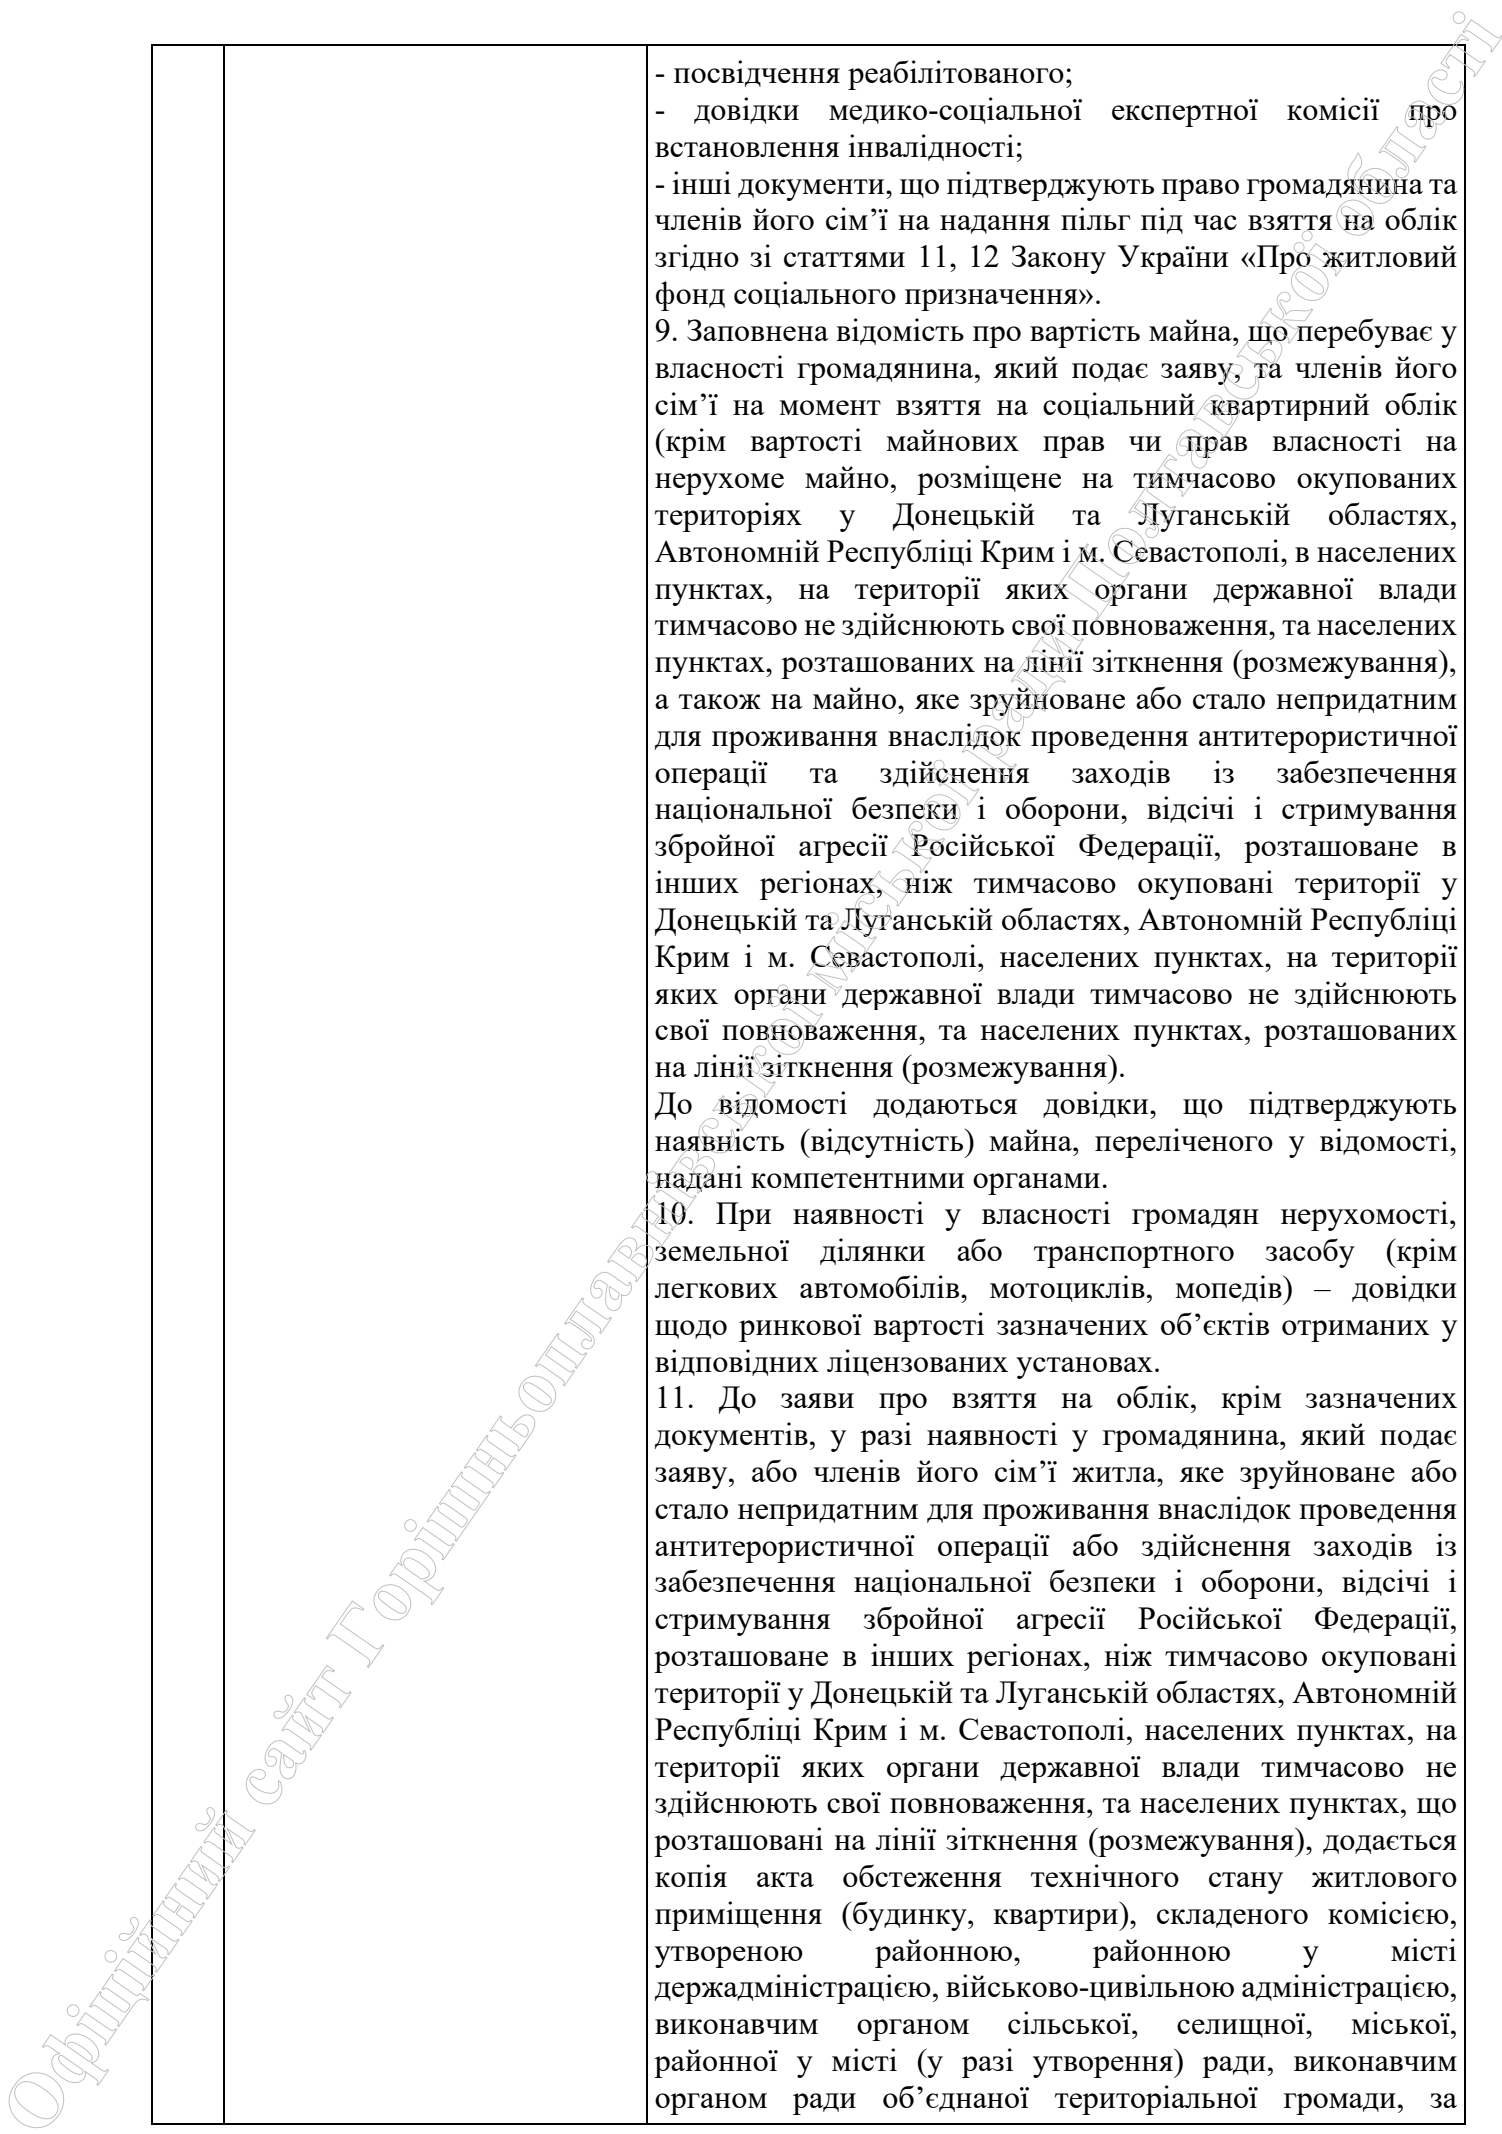 - посвідчення реабілітованого;
- довідки медико-соціальної експертної комісії про
встановлення інвалідності;
- інші документи, що підтверджують право громадянина та
членів його сім’ї на надання пільг під час взяття на облік
згідно зі статтями 11, 12 Закону України «Про житловий
фонд соціального призначення».
9. Заповнена відомість про вартість майна, що перебуває у
власності громадянина, який подає заяву, та членів його
сім’ї на момент взяття на соціальний квартирний облік
(крім вартості майнових прав чи прав власності на
нерухоме майно, розміщене на тимчасово окупованих
територіях у Донецькій та Луганській областях,
Автономній Республіці Крим і м. Севастополі, в населених
пунктах, на території яких органи державної влади
тимчасово не здійснюють свої повноваження, та населених
пунктах, розташованих на лінії зіткнення (розмежування),
а також на майно, яке зруйноване або стало непридатним
для проживання внаслідок проведення антитерористичної
операції та здійснення заходів із забезпечення
національної безпеки і оборони, відсічі і стримування
збройної агресії Російської Федерації, розташоване в
інших регіонах, ніж тимчасово окуповані території у
Донецькій та Луганській областях, Автономній Республіці
Крим і м. Севастополі, населених пунктах, на території
яких органи державної влади тимчасово не здійснюють
свої повноваження, та населених пунктах, розташованих
на лінії зіткнення (розмежування).
До відомості додаються довідки, що підтверджують
наявність (відсутність) майна, переліченого у відомості,
надані компетентними органами.
10. При наявності у власності громадян нерухомості,
земельної ділянки або транспортного засобу (крім
легкових автомобілів, мотоциклів, мопедів) – довідки
щодо ринкової вартості зазначених об’єктів отриманих у
відповідних ліцензованих установах.
11. До заяви про взяття на облік, крім зазначених
документів, у разі наявності у громадянина, який подає
заяву, або членів його сім’ї житла, яке зруйноване або
стало непридатним для проживання внаслідок проведення
антитерористичної операції або здійснення заходів із
забезпечення національної безпеки і оборони, відсічі і
стримування збройної агресії Російської Федерації,
розташоване в інших регіонах, ніж тимчасово окуповані
території у Донецькій та Луганській областях, Автономній
Республіці Крим і м. Севастополі, населених пунктах, на
території яких органи державної влади тимчасово не
здійснюють свої повноваження, та населених пунктах, що
розташовані на лінії зіткнення (розмежування), додається
копія акта обстеження технічного стану житлового
приміщення (будинку, квартири), складеного комісією,
утвореною районною, районною у місті
держадміністрацією, військово-цивільною адміністрацією,
виконавчим органом сільської, селищної, міської,
районної у місті (у разі утворення) ради, виконавчим
органом ради об’єднаної територіальної громади, за
Офіційний сайт Горішньоплавнівської міської ради Полтавської області